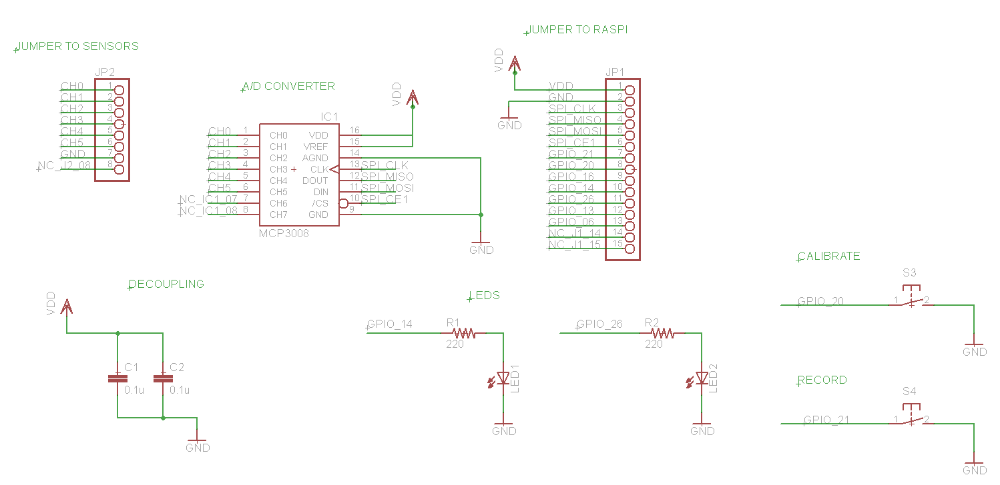 JUMPER TO SENSORS
JP2
CH0 1
CH1 2
CH2 3
CH3 4
CH4 5
CH5 6
GND 7
NC_J2_08 8
A/D CONVERTER
VDD
IC1
CH0 1 CH0 VDD 16
CH1 2 CH1 VREF 15
CH2 3 CH2 AGND 14
CH3 4 CH3 CLK 13 SPI_CLK
CH4 5 CH4 DOUT 12 SPI_MISO
CH5 6 CH5 DIN 11 SPI_MOSI
NC_IC1_07 7 CH6 /CS 10 SPI_CE1
NC_IC1_08 8 CH7 GND 9
MCP3008
GND
JUMPER TO RASPI
VDD
GND
JP1
VDD 1
GND 2
SPI_CLK 3
SPI_MISO 4
SPI_MOSI 5
SPI_CE1 6
GPIO_21 7
GPIO_20 8
GPIO_16 9
GPIO_14 10
GPIO_26 11
GPIO_13 12
GPIO_06 13
NC_J1_14 14
NC_J1_15 15
DECOUPLING
VDD
C1
0.1u
C2
0.1u
GND
LEDS
GPIO_14
R1
220
LED1
GND
GPIO_26
R2
220
LED2
GND
CALIBRATE
S3
GPIO_20 1 2
GND
RECORD
S4
GPIO_21 1 2
GND